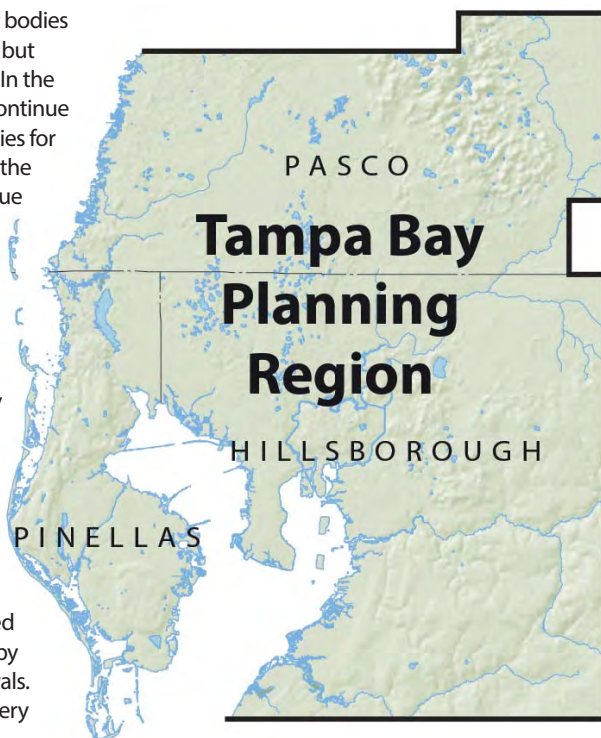 bodies
but
In the
ontinue
ies for
the
ue
ed
by
als.
ery
PASCO
Tampa Bay
Planning
Region
HILLSBOROUGH
PINELLAS